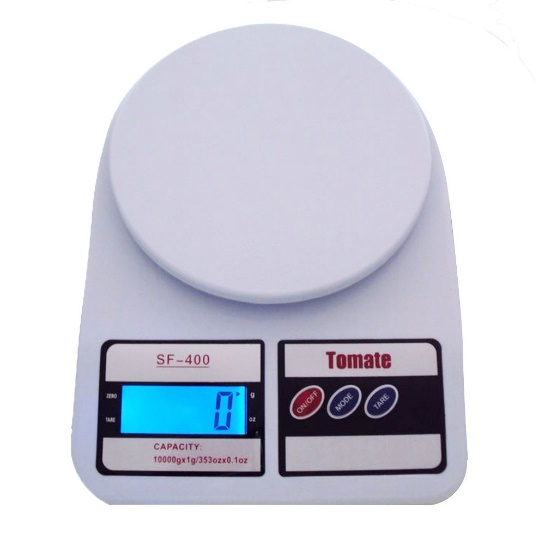 SF-400
Tomate
ZERO
g
0
TARE
oz
ON/OFF
MODE
TARE
CAPACITY:
10000gx1g/353ozx0.1oz